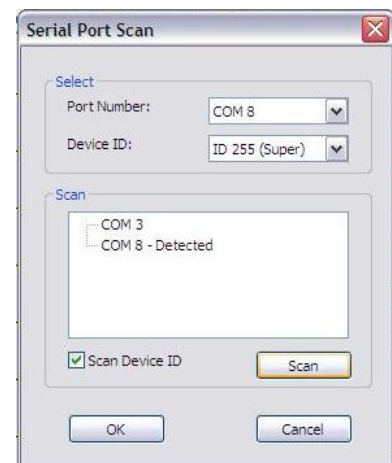 Serial Port Scan
Select
Port Number:
COM 8
Device ID:
ID 255 (Super)
Scan
COM 3
COM 8 - Detected
Scan Device ID
Scan
OK
Cancel